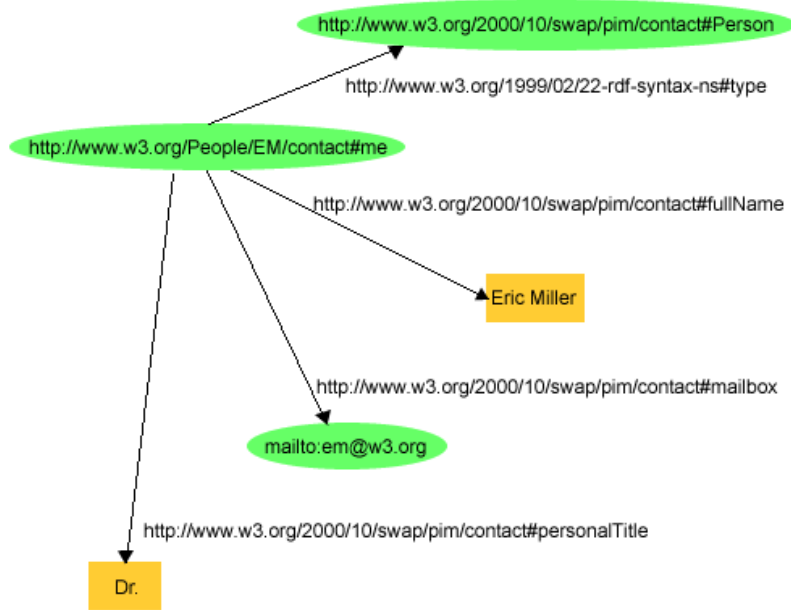 http://www.w3.org/2000/10/swap/pim/contact#Person
http://www.w3.org/1999/02/22-rdf-syntax-ns#type
http://www.w3.org/People/EM/contact#me
http://www.w3.org/2000/10/swap/pim/contact#fullName
Eric Miller
http://www.w3.org/2000/10/swap/pim/contact#mailbox
mailto:em@w3.org
http://www.w3.org/2000/10/swap/pim/contact#personalTitle
Dr.